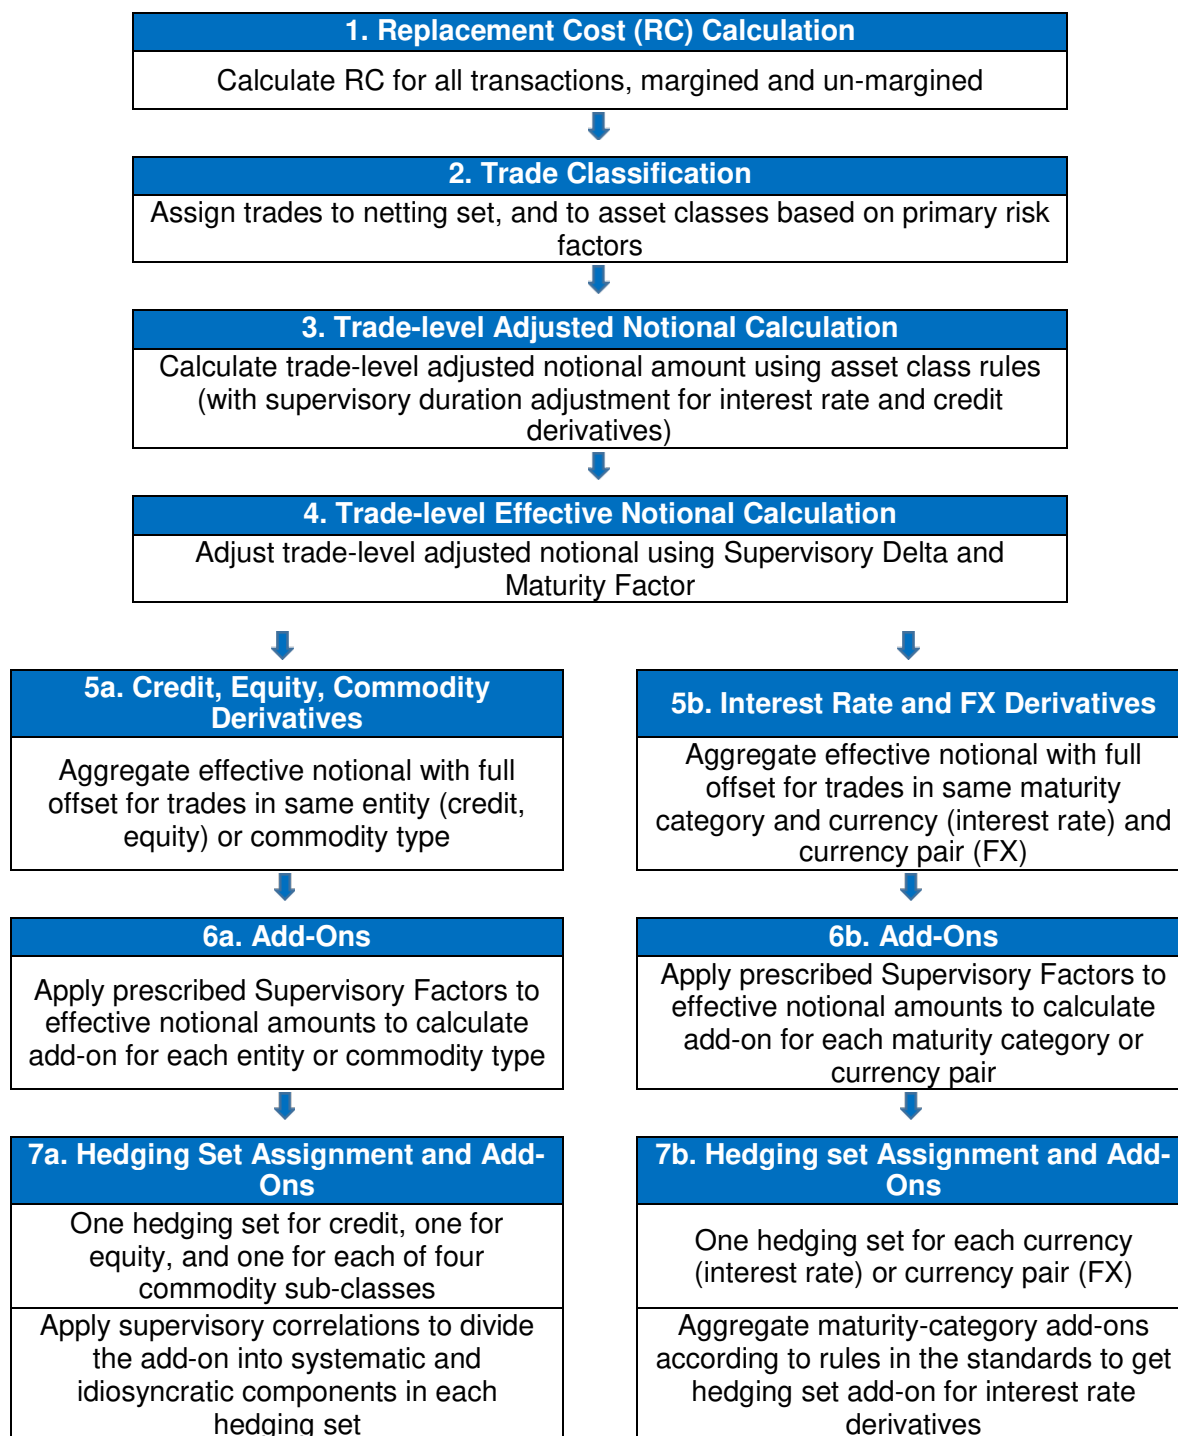 1. Replacement Cost (RC) Calculation
Calculate RC for all transactions, margined and un-margined
2. Trade Classification
Assign trades to netting set, and to asset classes based on primary risk
factors
3. Trade-level Adjusted Notional Calculation
Calculate trade-level adjusted notional amount using asset class rules
(with supervisory duration adjustment for interest rate and credit
derivatives)
4. Trade-level Effective Notional Calculation
Adjust trade-level adjusted notional using Supervisory Delta and
Maturity Factor
5a. Credit, Equity, Commodity
Derivatives
Aggregate effective notional with full
offset for trades in same entity (credit,
equity) or commodity type
5b. Interest Rate and FX Derivatives
Aggregate effective notional with full
offset for trades in same maturity
category and currency (interest rate) and
currency pair (FX)
6a. Add-Ons
Apply prescribed Supervisory Factors to
effective notional amounts to calculate
add-on for each entity or commodity type
6b. Add-Ons
Apply prescribed Supervisory Factors to
effective notional amounts to calculate
add-on for each maturity category or
currency pair
7a. Hedging Set Assignment and Add-
Ons
One hedging set for credit, one for
equity, and one for each of four
commodity sub-classes
Apply supervisory correlations to divide
the add-on into systematic and
idiosyncratic components in each
hedging set
7b. Hedging set Assignment and Add-
Ons
One hedging set for each currency
(interest rate) or currency pair (FX)
Aggregate maturity-category add-ons
according to rules in the standards to get
hedging set add-on for interest rate
derivatives